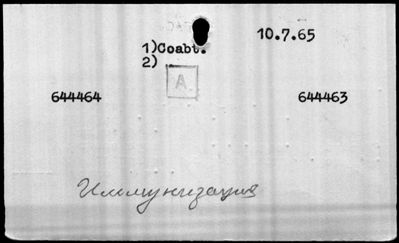 10.7.65
1)Coabt.
2)
A.
644464 644463
Иммунизация